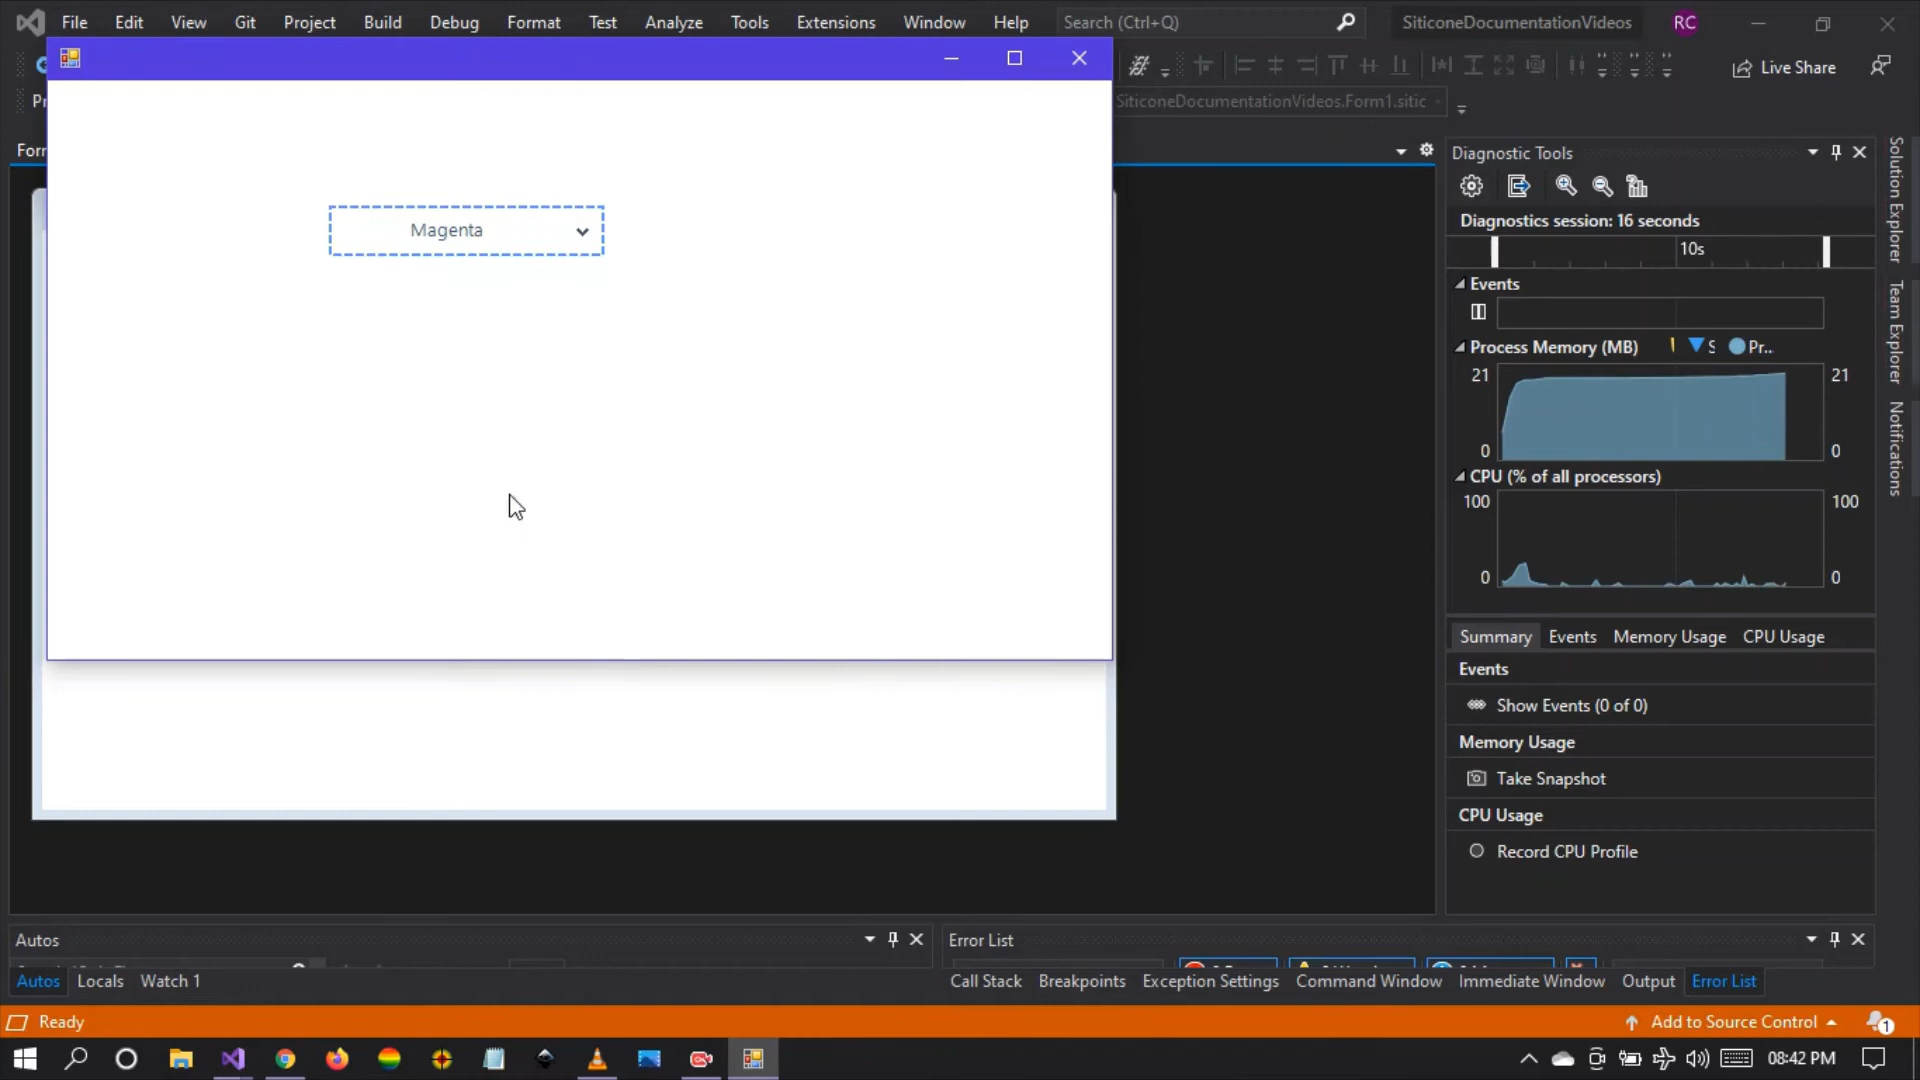 File Edit View Git Project Build Debug Format Test Analyze Tools Extensions Window Help Search (Ctrl+Q) SiticoneDocumentationVideos RC
Live Share
SiticoneDocumentationVideos.Form1.sitic
Diagnostic Tools
Diagnostics session: 16 seconds
10s
Events
Process Memory (MB) S Pr...
21 21
0 0
CPU (% of all processors)
100 100
0 0
Summary Events Memory Usage CPU Usage
Events
Show Events (0 of 0)
Memory Usage
Take Snapshot
CPU Usage
Record CPU Profile
Solution Explorer
Team Explorer
Notifications
Magenta
Autos
Autos Locals Watch 1
Error List
Call Stack Breakpoints Exception Settings Command Window Immediate Window Output Error List
Ready
Add to Source Control 1
08:42 PM